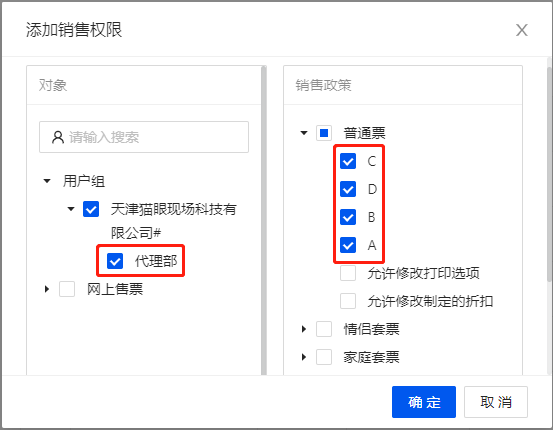 添加销售权限
对象
请输入搜索
用户组
天津猫眼现场科技有
限公司#
代理部
网上售票
销售政策
普通票
C
D
B
A
允许修改打印选项
允许修改制定的折扣
情侣套票
家庭套票
确 定
取 消